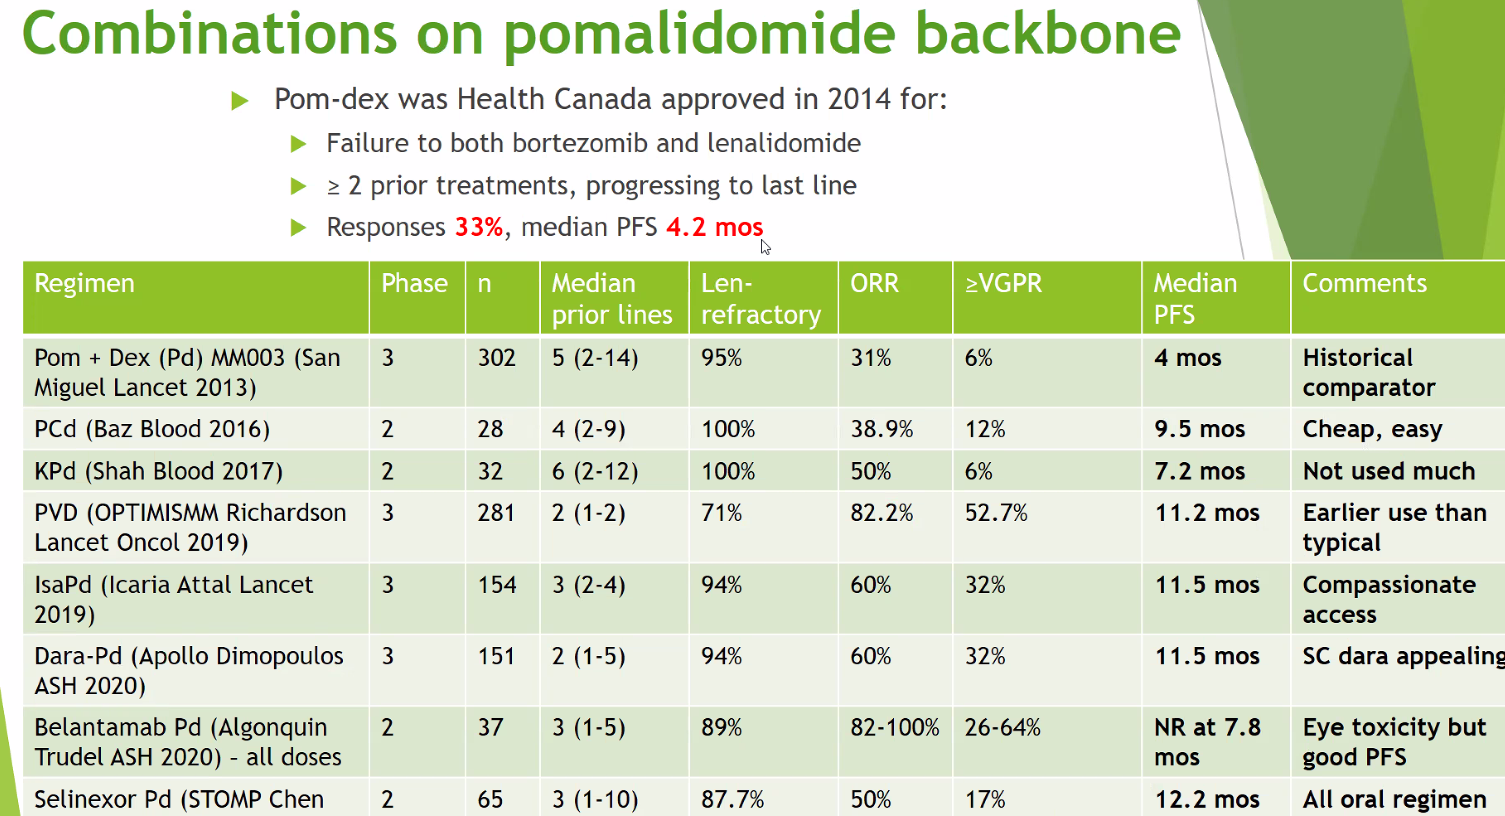 Combinations on pomalidomide backbone
Pom-dex was Health Canada approved in 2014 for:
Failure to both bortezomib and lenalidomide
≥ 2 prior treatments, progressing to last line
Responses 33%, median PFS 4.2 mos
Regimen Phase n Median prior lines Len-refractory ORR ≥VGPR Median PFS Comments
Pom + Dex (Pd) MM003 (San Miguel Lancet 2013) 3 302 5 (2-14) 95% 31% 6% 4 mos Historical comparator
PCd (Baz Blood 2016) 2 28 4 (2-9) 100% 38.9% 12% 9.5 mos Cheap, easy
KPd (Shah Blood 2017) 2 32 6 (2-12) 100% 50% 6% 7.2 mos Not used much
PVD (OPTIMISMM Richardson Lancet Oncol 2019) 3 281 2 (1-2) 71% 82.2% 52.7% 11.2 mos Earlier use than typical
IsaPd (Icaria Attal Lancet 2019) 3 154 3 (2-4) 94% 60% 32% 11.5 mos Compassionate access
Dara-Pd (Apollo Dimopoulos ASH 2020) 3 151 2 (1-5) 94% 60% 32% 11.5 mos SC dara appealing
Belantamab Pd (Algonquin Trudel ASH 2020) – all doses 2 37 3 (1-5) 89% 82-100% 26-64% NR at 7.8 mos Eye toxicity but good PFS
Selinexor Pd (STOMP Chen 2 65 3 (1-10) 87.7% 50% 17% 12.2 mos All oral regimen